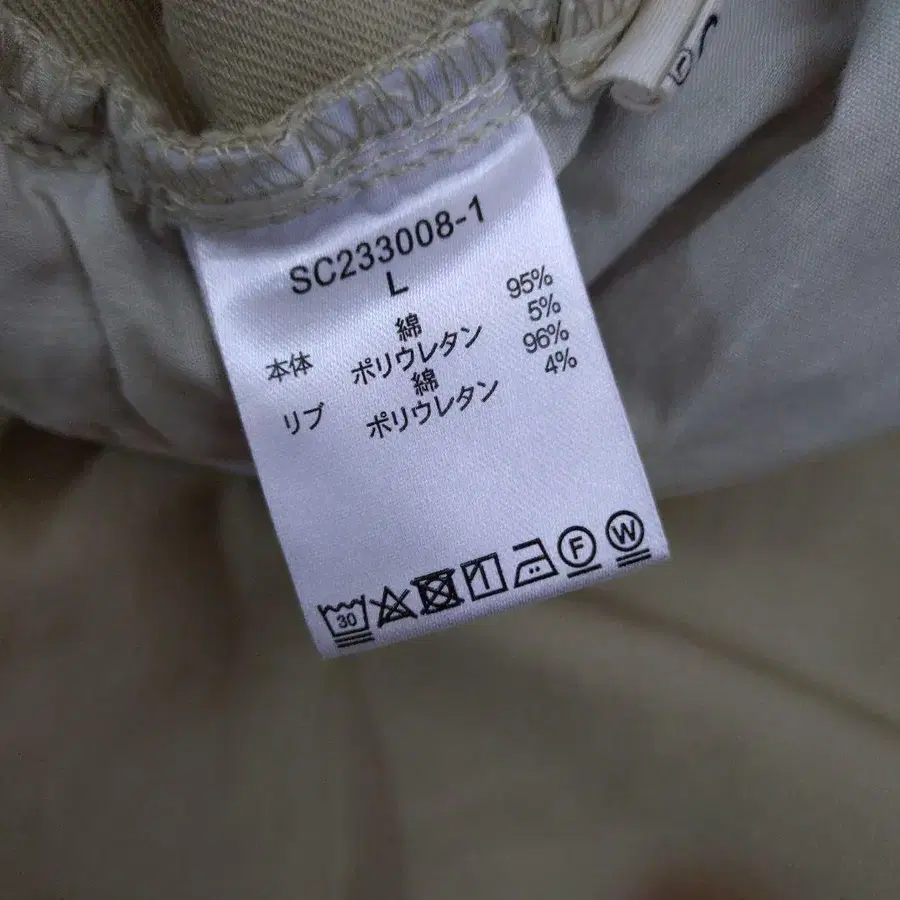 SC233008-1
L
本体 綿 95%
ポリウレタン 5%
リブ 綿 96%
ポリウレタン 4%
30 F W